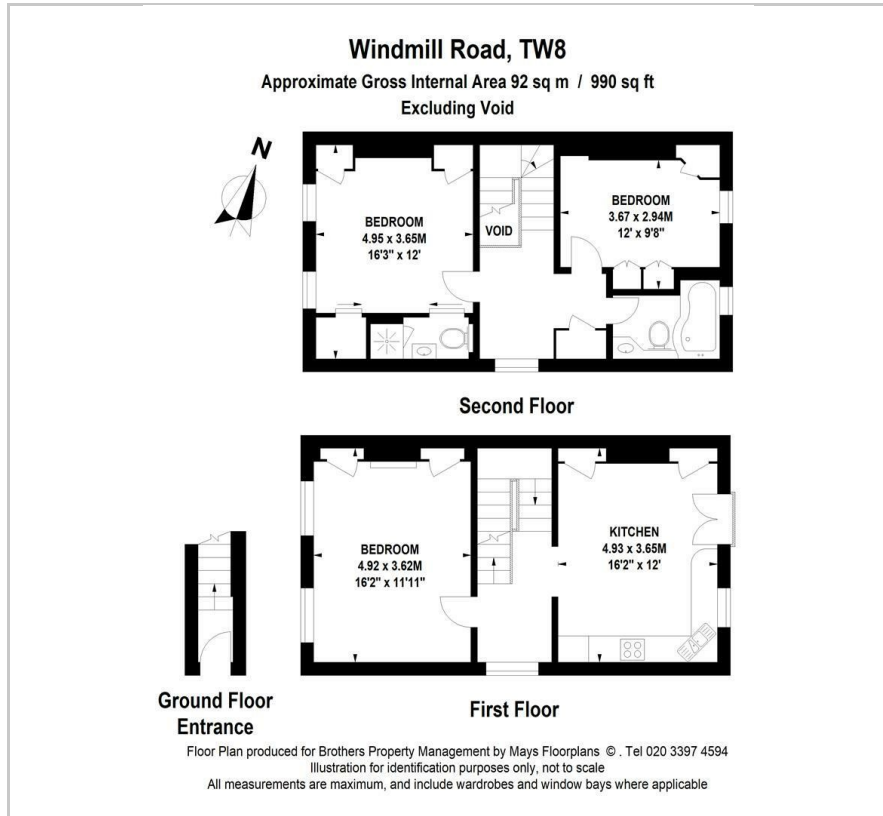 Windmill Road, TW8
Approximate Gross Internal Area 92 sq m / 990 sq ft
Excluding Void
N
BEDROOM
4.95 x 3.65M
16'3" x 12'
VOID
BEDROOM
3.67 x 2.94M
12' x 9'8"
Second Floor
BEDROOM
4.92 x 3.62M
16'2" x 11'11"
KITCHEN
4.93 x 3.65M
16'2" x 12'
Ground Floor
Entrance
First Floor
Floor Plan produced for Brothers Property Management by Mays Floorplans © . Tel 020 3397 4594
Illustration for identification purposes only, not to scale
All measurements are maximum, and include wardrobes and window bays where applicable